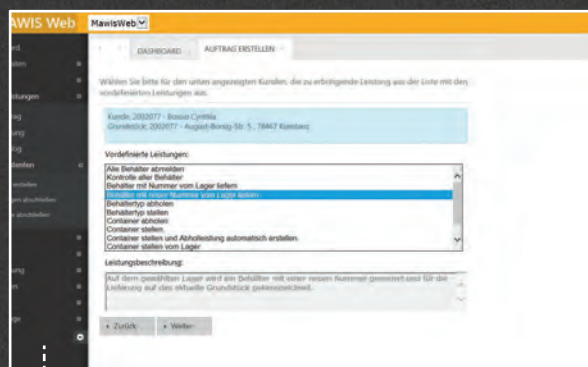 AWIS Web
MawisWeb
DASHBOARD
AUFTRAG ERSTELLEN
Wählen Sie bitte für den unten angezeigten Kunden, die zu erbringende Leistung aus der Liste mit den
vordefinierten Leistungen aus.
Kunde, 2002077 - Bossio Cynthia
Grundstück, 2002077 - August-Borsig-Str. 5, 78467 Konstanz
Vordefinierte Leistungen:
Alle Behälter abmelden
Kontrolle aller Behälter
Behälter mit Nummer vom Lager liefern
Behälter mit neuer Nummer vom Lager liefern
Behältertyp abholen
Behältertyp stellen
Container abholen
Container stellen
Container stellen und Abholleistung automatisch erstellen
Container stellen vom Lager
Leistungsbeschreibung:
Auf dem gewählten Lager wird ein Behälter mit einer neuen Nummer generiert und für die
Lieferung auf das aktuelle Grundstück gekennzeichnet.
Zurück
Weiter